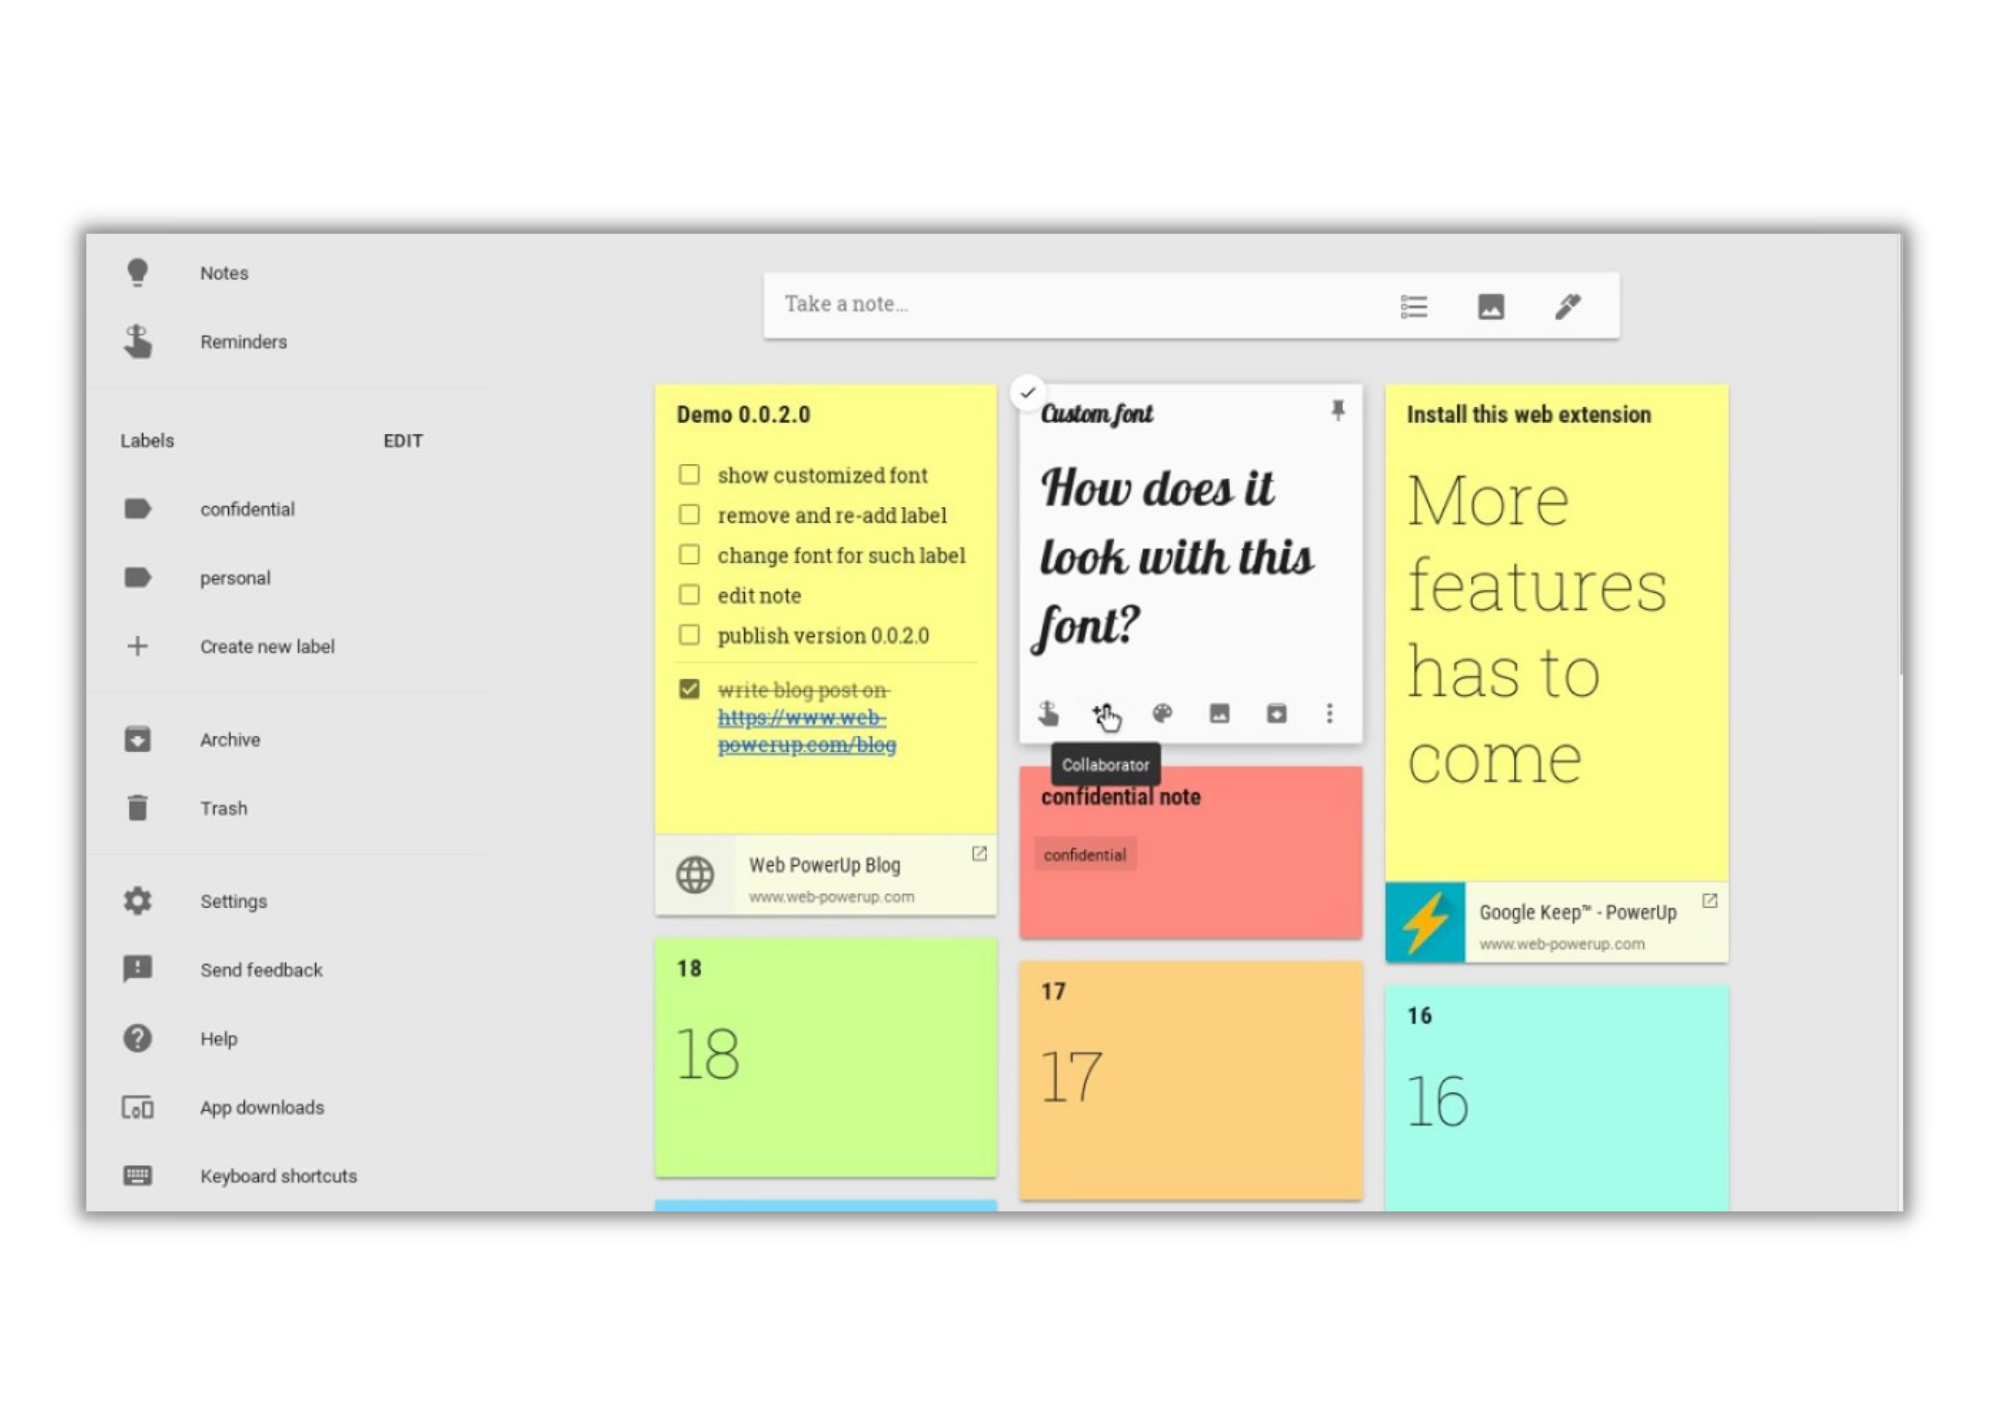 Notes
Reminders
Labels EDIT
confidential
personal
Create new label
Archive
Trash
Settings
Send feedback
Help
App downloads
Keyboard shortcuts
Take a note...
Demo 0.0.2.0
show customized font
remove and re-add label
change font for such label
edit note
publish version 0.0.2.0
write blog post on
https://www.web-
powerup.com/blog
Web PowerUp Blog
www.web-powerup.com
18
18
Custom font
How does it
look with this
font?
Collaborator
confidential note
confidential
17
17
Install this web extension
More
features
has to
come
Google Keep™ - PowerUp
www.web-powerup.com
16
16